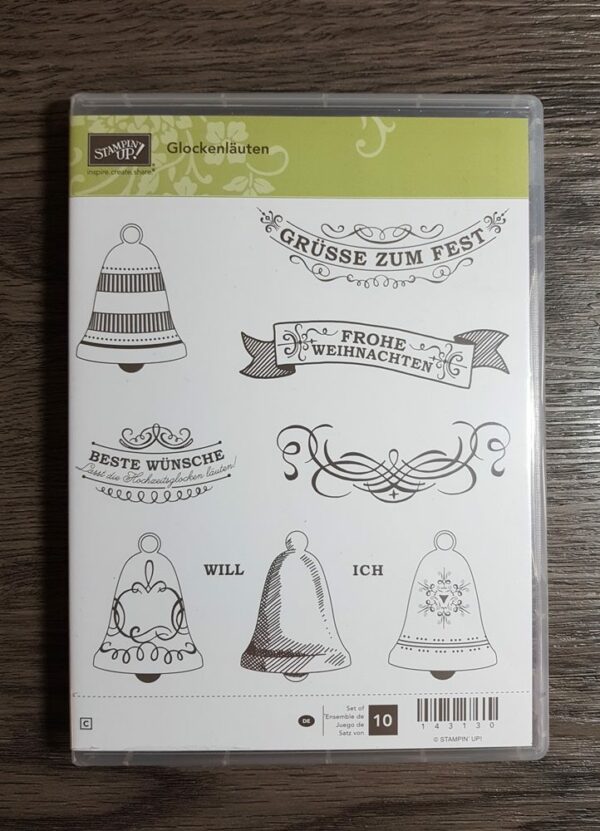 STAMPIN' UP!
inspire.create.share.®
Glockenläuten
GRÜSSE ZUM FEST
FROHE
WEIHNACHTEN
BESTE WÜNSCHE
Lasst die Hochzeitsglocken läuten!
WILL
ICH
C
DE
Set of
Ensemble de
Juego de
Satz von
10
143130
© STAMPIN' UP!